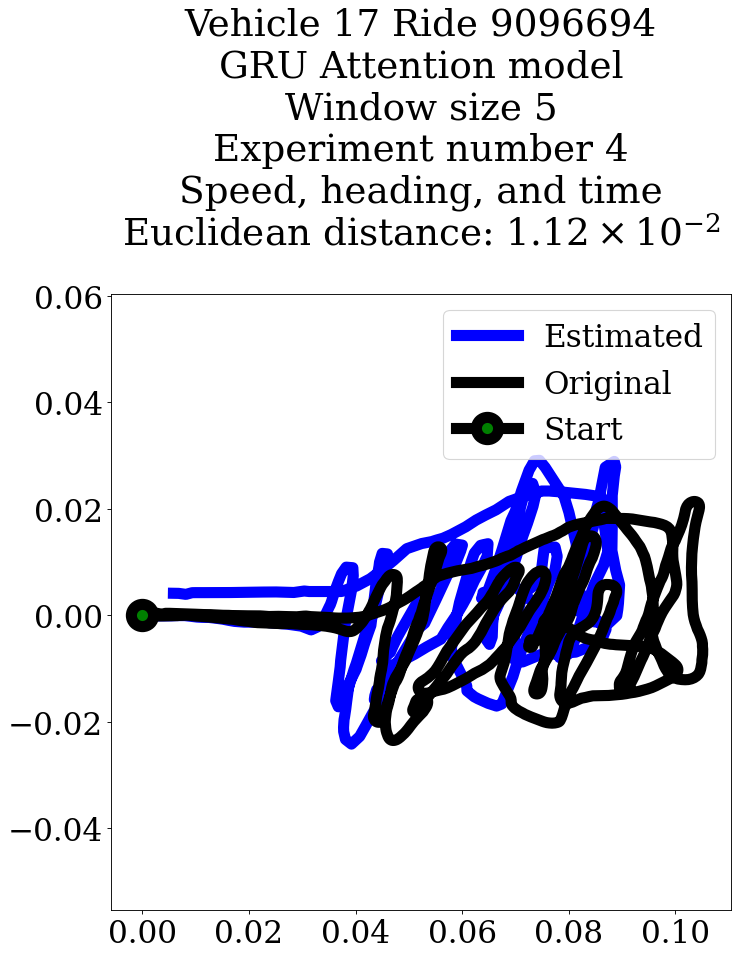 Vehicle 17 Ride 9096694
GRU Attention model
Window size 5
Experiment number 4
Speed, heading, and time
Euclidean distance: 1.12 × 10⁻²
0.06
0.04
0.02
0.00
−0.02
−0.04
Estimated
Original
Start
0.00 0.02 0.04 0.06 0.08 0.10